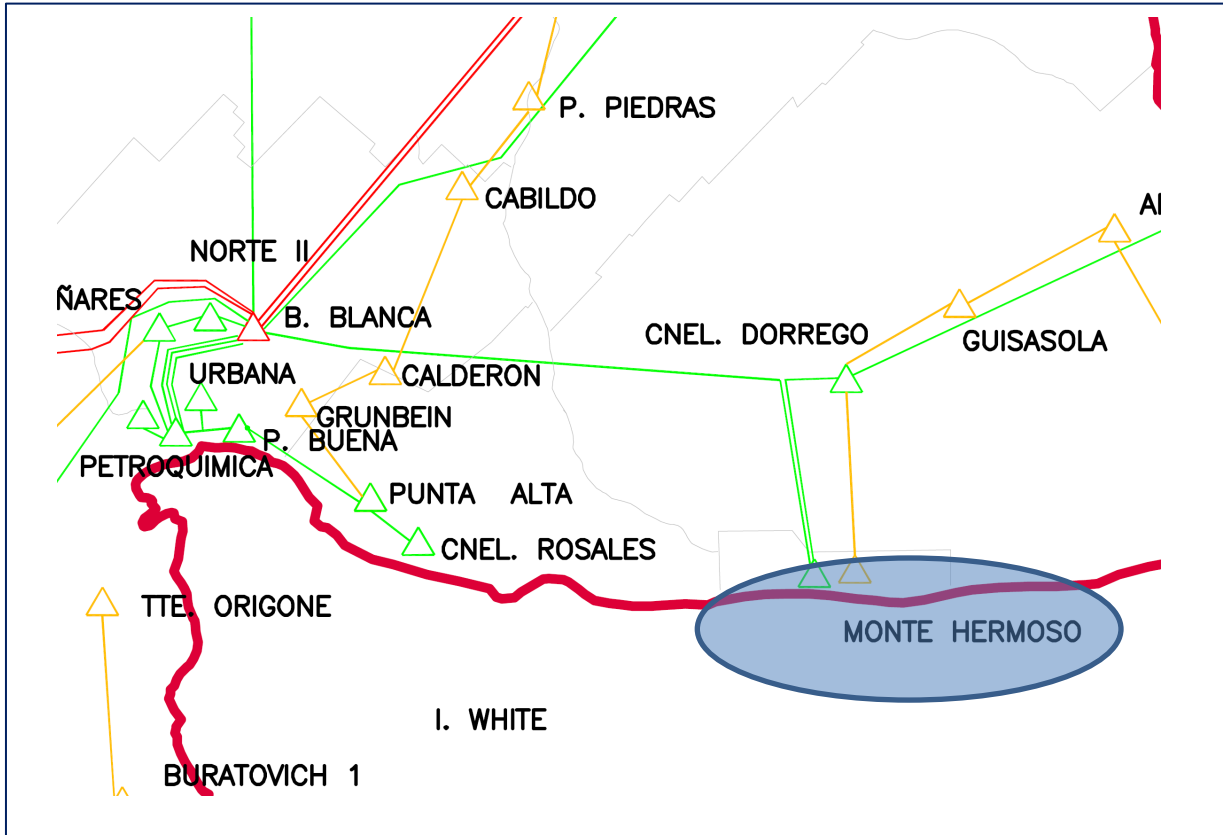 P. PIEDRAS
CABILDO
NORTE II
ÑARES
B. BLANCA
CNEL. DORREGO
GUISASOLA
URBANA
CALDERON
GRUNBEIN
P. BUENA
PETROQUIMICA
PUNTA ALTA
CNEL. ROSALES
TTE. ORIGONE
MONTE HERMOSO
I. WHITE
BURATOVICH 1